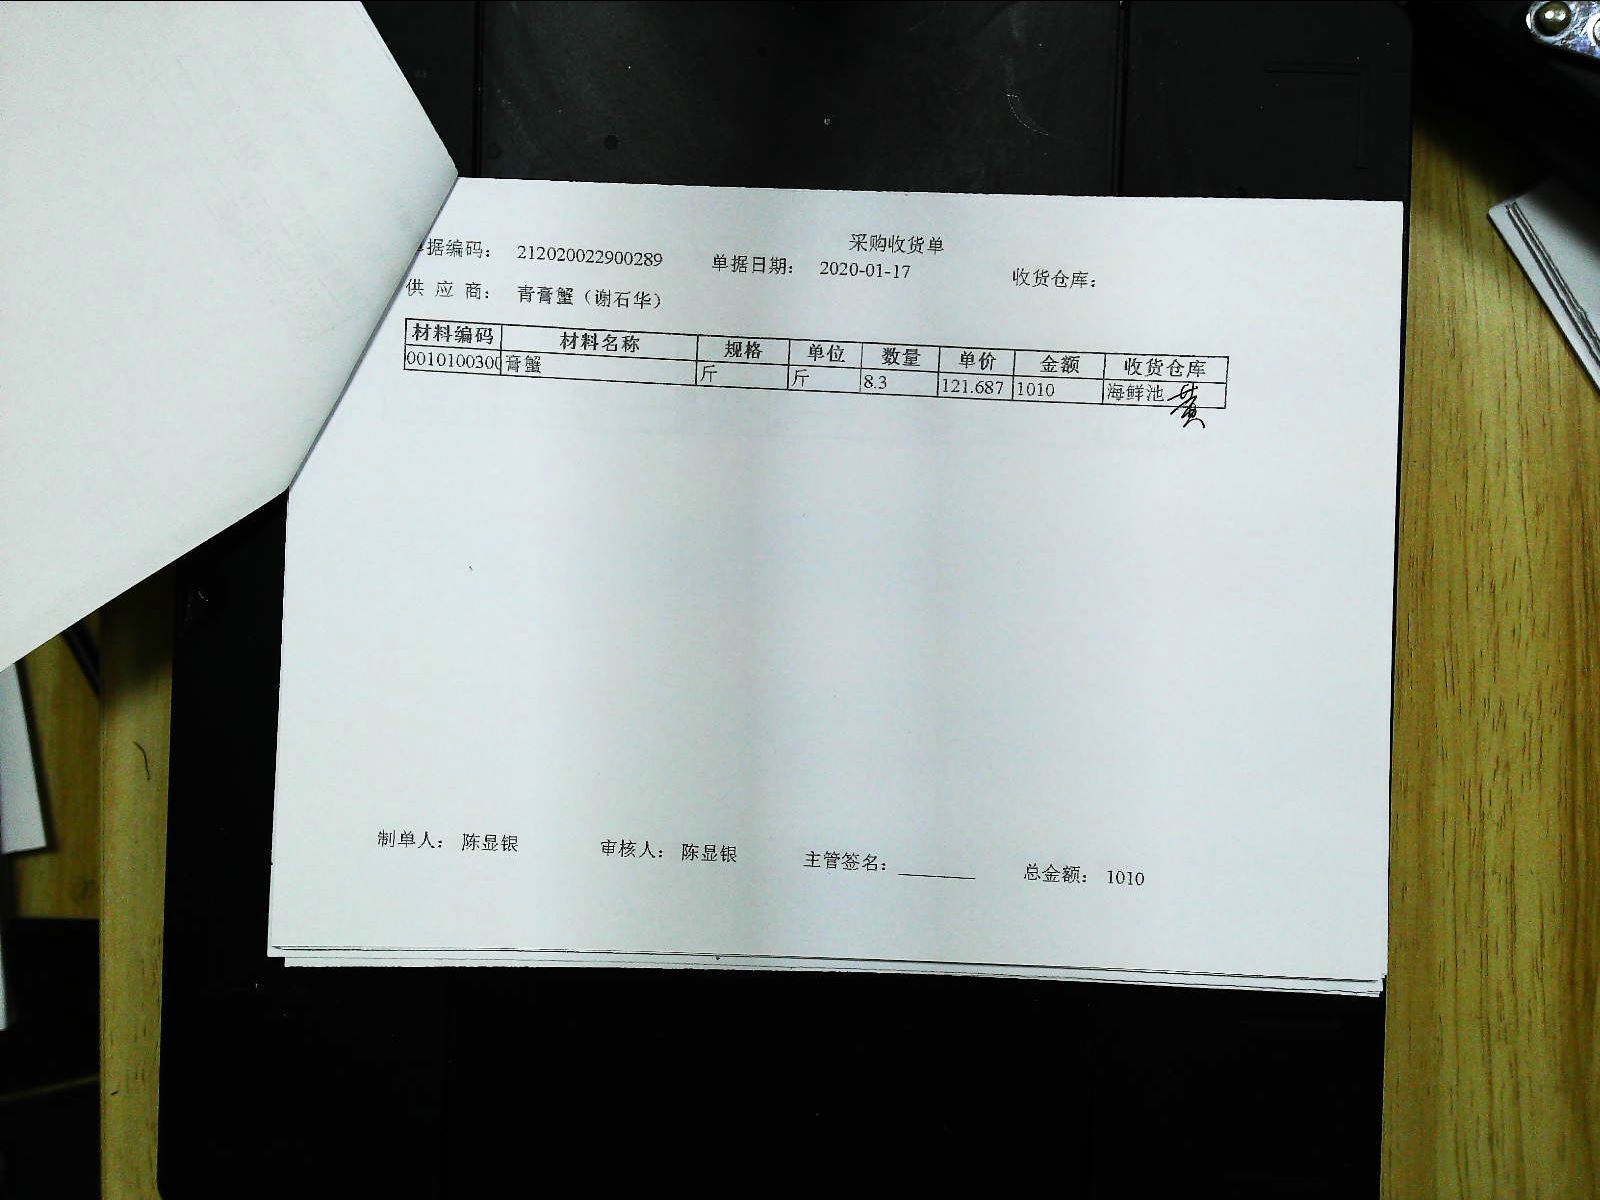 采购收货单
单据编码: 212020022900289 单据日期: 2020-01-17 收货仓库:
供 应 商: 青膏蟹（谢石华）
材料编码 材料名称 规格 单位 数量 单价 金额 收货仓库
0010100300 膏蟹 斤 斤 8.3 121.687 1010 海鲜池 黄
制单人: 陈显银 审核人: 陈显银 主管签名: 总金额: 1010